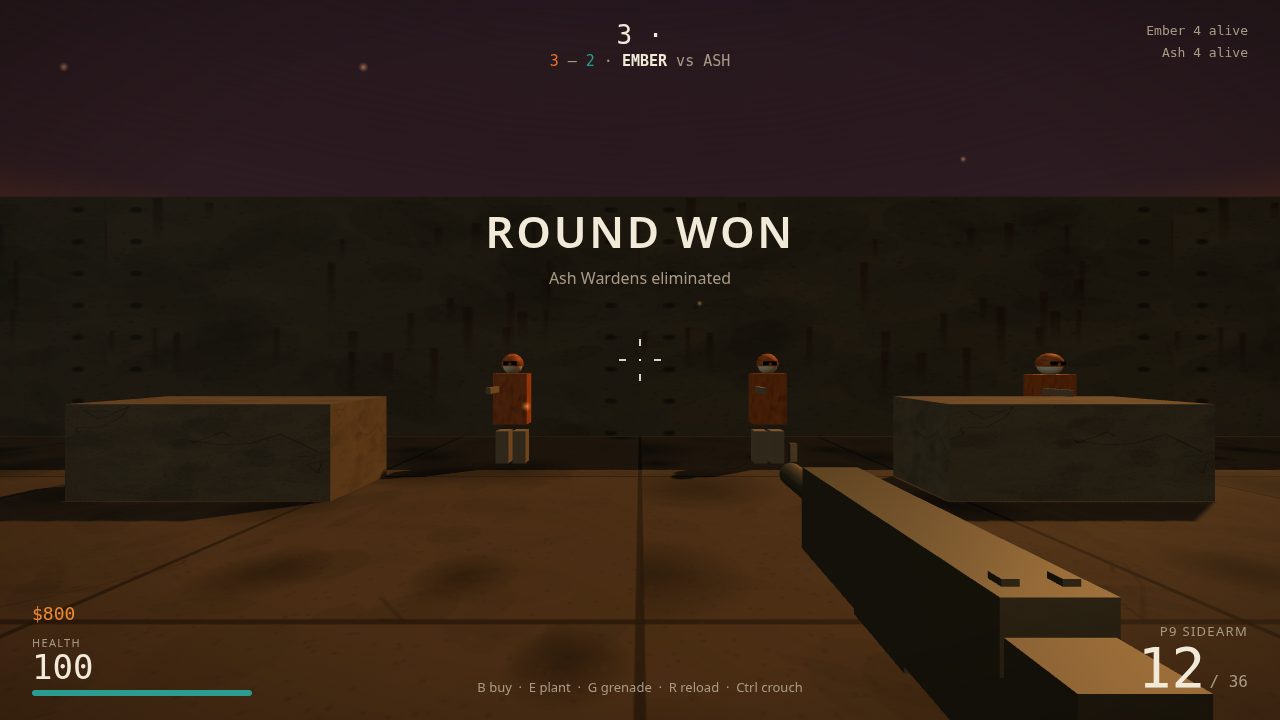 3 ·
3 – 2 · EMBER vs ASH
Ember 4 alive
Ash 4 alive
ROUND WON
Ash Wardens eliminated
$800
HEALTH
100
B buy · E plant · G grenade · R reload · Ctrl crouch
P9 SIDEARM
12 / 36